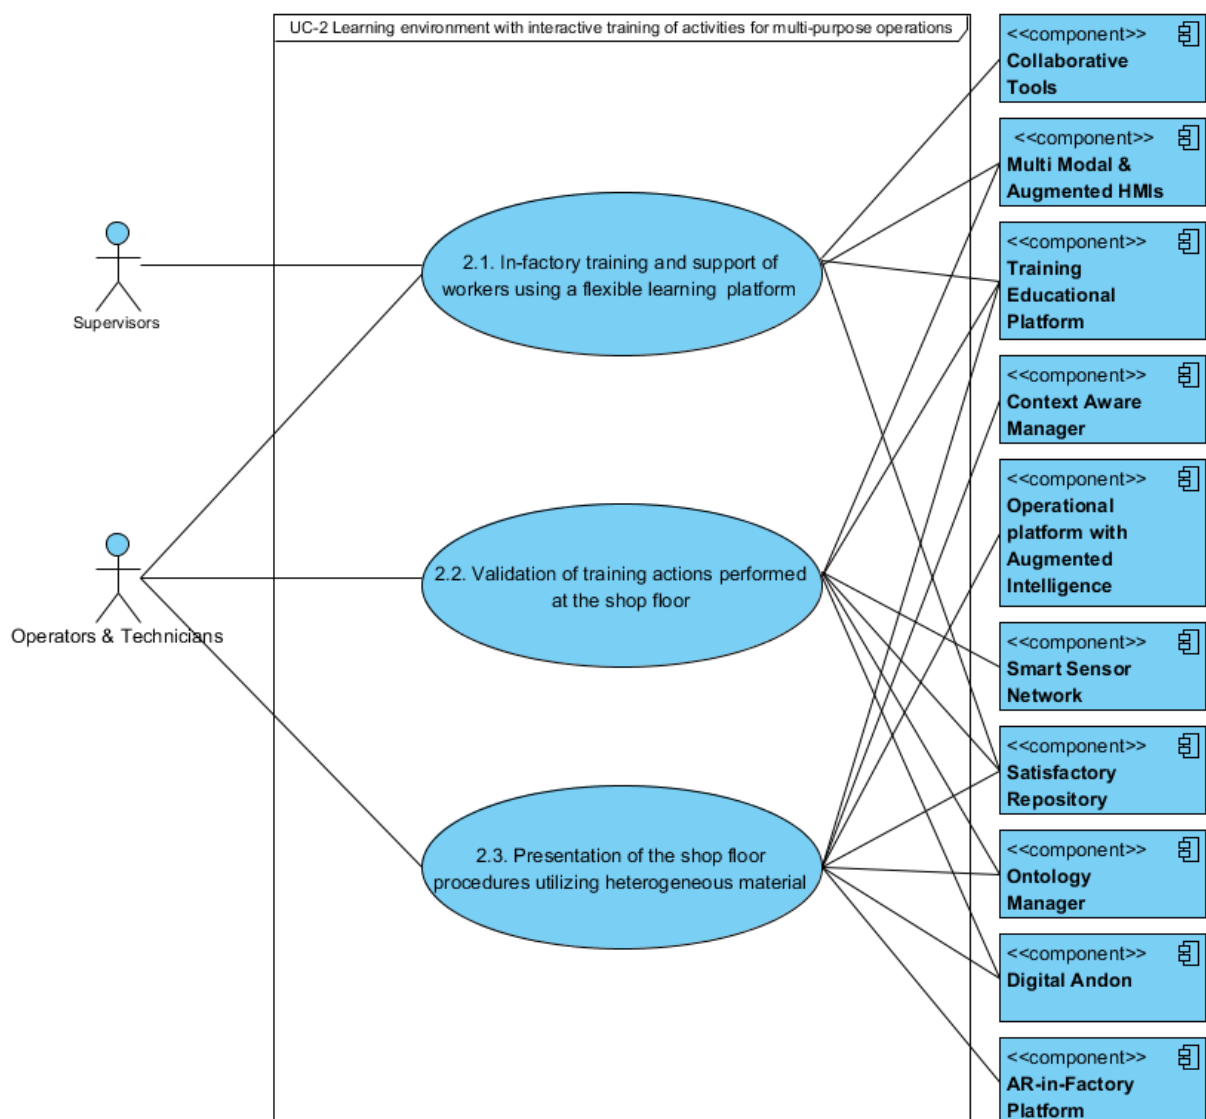 UC-2 Learning environment with interactive training of activities for multi-purpose operations
<<component>>
Collaborative
Tools
<<component>>
Multi Modal &
Augmented HMIs
<<component>>
Training
Educational
Platform
<<component>>
Context Aware
Manager
<<component>>
Operational
platform with
Augmented
Intelligence
<<component>>
Smart Sensor
Network
<<component>>
Satisfactory
Repository
<<component>>
Ontology
Manager
<<component>>
Digital Andon
<<component>>
AR-in-Factory
Platform
Supervisors
Operators & Technicians
2.1. In-factory training and support of
workers using a flexible learning platform
2.2. Validation of training actions performed
at the shop floor
2.3. Presentation of the shop floor
procedures utilizing heterogeneous material